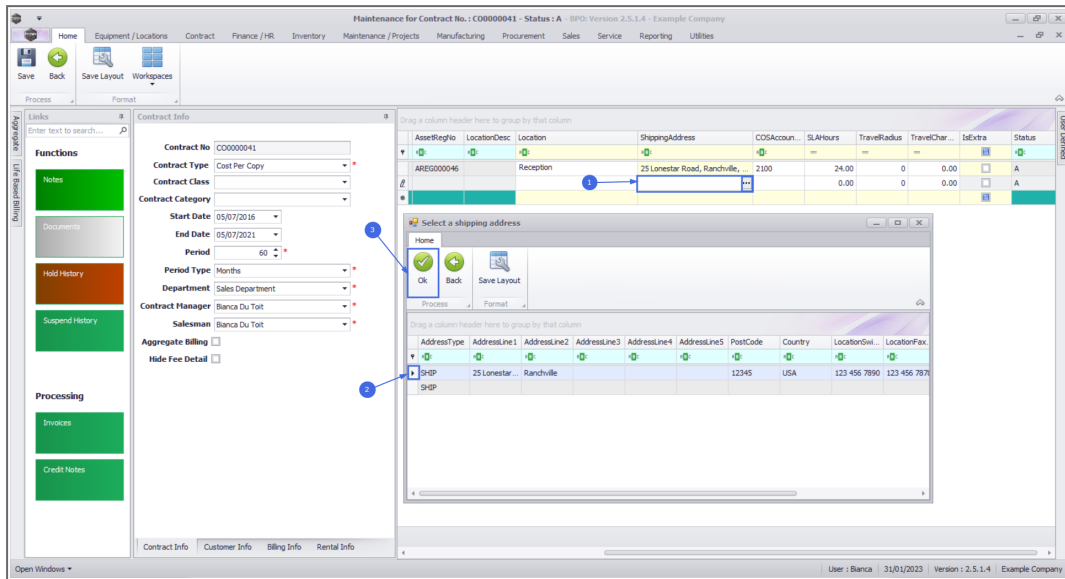 Maintenance for Contract No. : CO0000041 - Status : A - BPO: Version 2.5.1.4 - Example Company
Home Equipment / Locations Contract Finance / HR Inventory Maintenance / Projects Manufacturing Procurement Sales Service Reporting Utilities
Save Back Save Layout Workspaces
Process Format
Aggregate
Life Based Billing
User Defined
Links
Enter text to search...
Functions
Notes
Documents
Hold History
Suspend History
Processing
Invoices
Credit Notes
Contract Info
Contract No CO0000041
Contract Type Cost Per Copy *
Contract Class
Contract Category
Start Date 05/07/2016
End Date 05/07/2021
Period 60 *
Period Type Months *
Department Sales Department *
Contract Manager Bianca Du Toit *
Salesman Bianca Du Toit *
Aggregate Billing
Hide Fee Detail
Contract Info Customer Info Billing Info Rental Info
Drag a column header here to group by that column
AssetRegNo LocationDesc Location ShippingAddress COSAccoun... SLAHours TravelRadius TravelChar... IsExtra Status
AREG000046 Reception 25 Lonestar Road, Ranchville, ... 2100 24.00 0 0.00 A
1 0.00 0 0.00 A
Select a shipping address
3
Home
Ok Back Save Layout
Process Format
Drag a column header here to group by that column
AddressType AddressLine1 AddressLine2 AddressLine3 AddressLine4 AddressLine5 PostCode Country LocationSwi... LocationFax.
2
SHIP 25 Lonestar... Ranchville 12345 USA 123 456 7890 123 456 787
SHIP
Open Windows User : Bianca 31/01/2023 Version : 2.5.1.4 Example Company